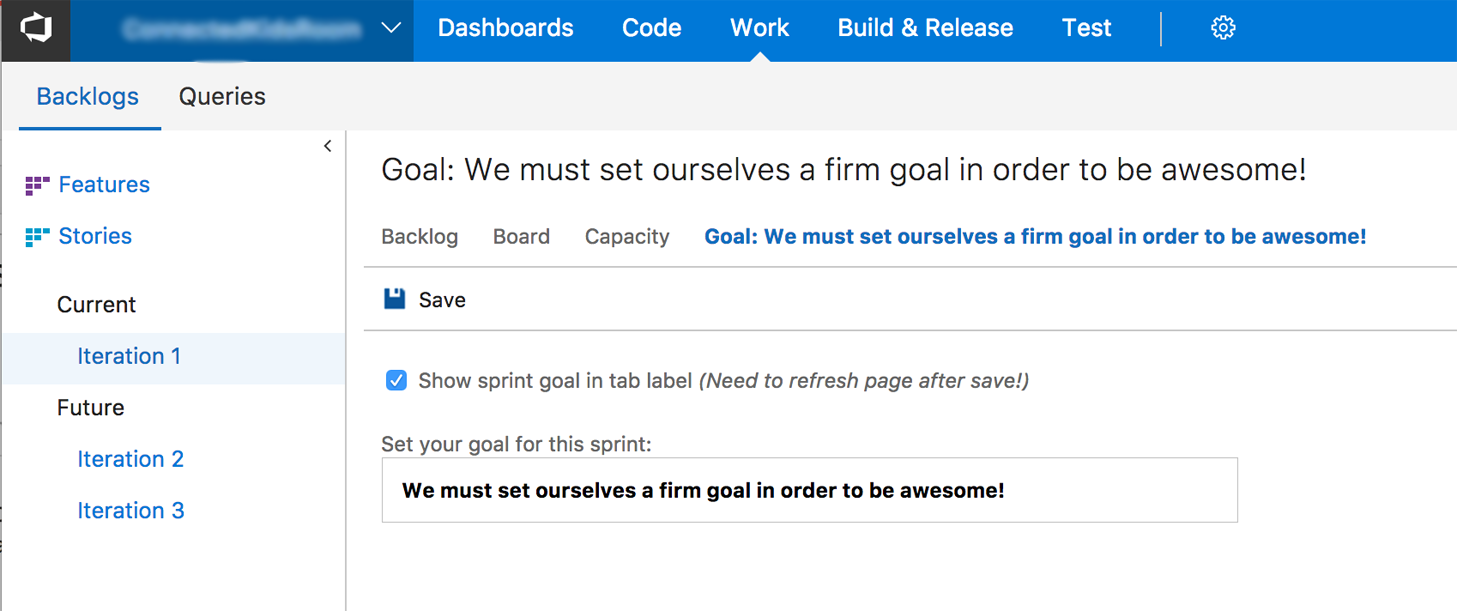 Dashboards Code Work Build & Release Test
Backlogs Queries
Features
Stories
Current
Iteration 1
Future
Iteration 2
Iteration 3
Goal: We must set ourselves a firm goal in order to be awesome!
Backlog Board Capacity Goal: We must set ourselves a firm goal in order to be awesome!
Save
Show sprint goal in tab label (Need to refresh page after save!)
Set your goal for this sprint:
We must set ourselves a firm goal in order to be awesome!